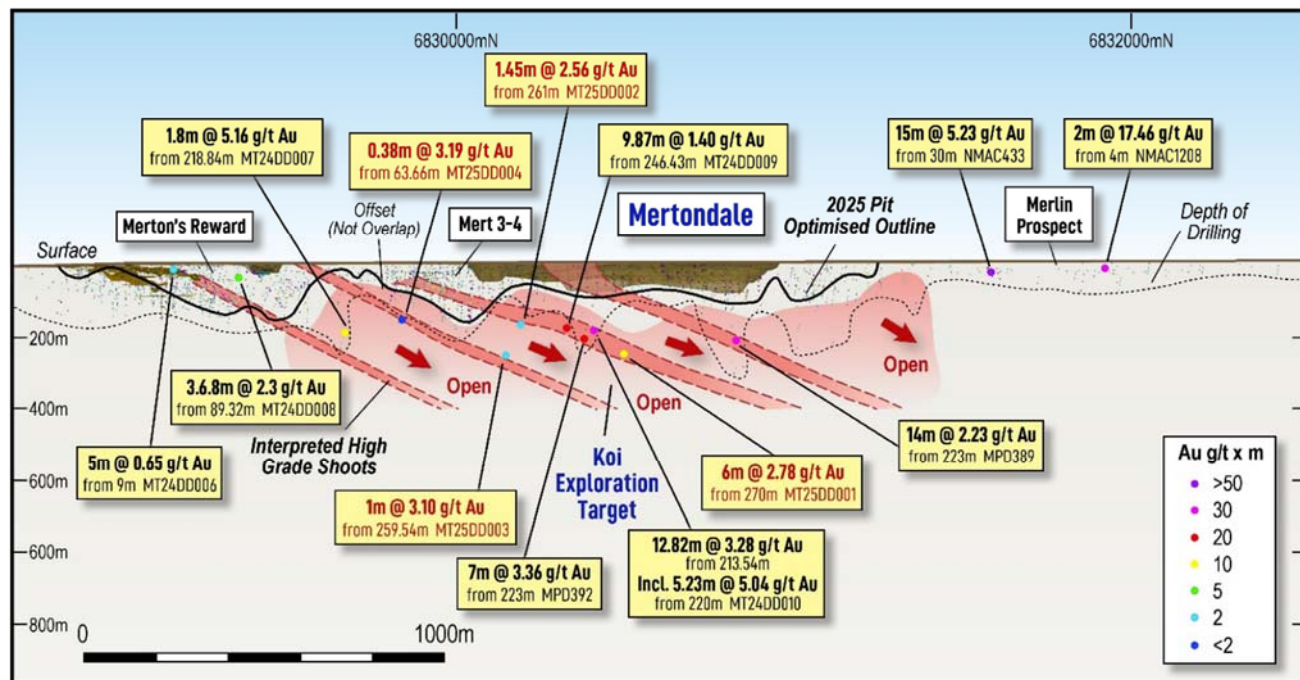 6830000mN
6832000mN
1.45m @ 2.56 g/t Au
from 261m MT25DD002
1.8m @ 5.16 g/t Au
from 218.84m MT24DD007
0.38m @ 3.19 g/t Au
from 63.66m MT25DD004
9.87m @ 1.40 g/t Au
from 246.43m MT24DD009
15m @ 5.23 g/t Au
from 30m NMAC433
2m @ 17.46 g/t Au
from 4m NMAC1208
Surface
Merton's Reward
Offset
(Not Overlap)
Mert 3-4
Mertondale
2025 Pit
Optimised Outline
Merlin
Prospect
Depth of
Drilling
200m
400m
600m
800m
Open
Open
Open
3.6.8m @ 2.3 g/t Au
from 89.32m MT24DD008
Interpreted High
Grade Shoots
5m @ 0.65 g/t Au
from 9m MT24DD006
1m @ 3.10 g/t Au
from 259.54m MT25DD003
7m @ 3.36 g/t Au
from 223m MPD392
Koi
Exploration
Target
6m @ 2.78 g/t Au
from 270m MT25DD001
12.82m @ 3.28 g/t Au
from 213.54m
Incl. 5.23m @ 5.04 g/t Au
from 220m MT24DD010
14m @ 2.23 g/t Au
from 223m MPD389
Au g/t x m
>50
30
20
10
5
2
<2
0
1000m